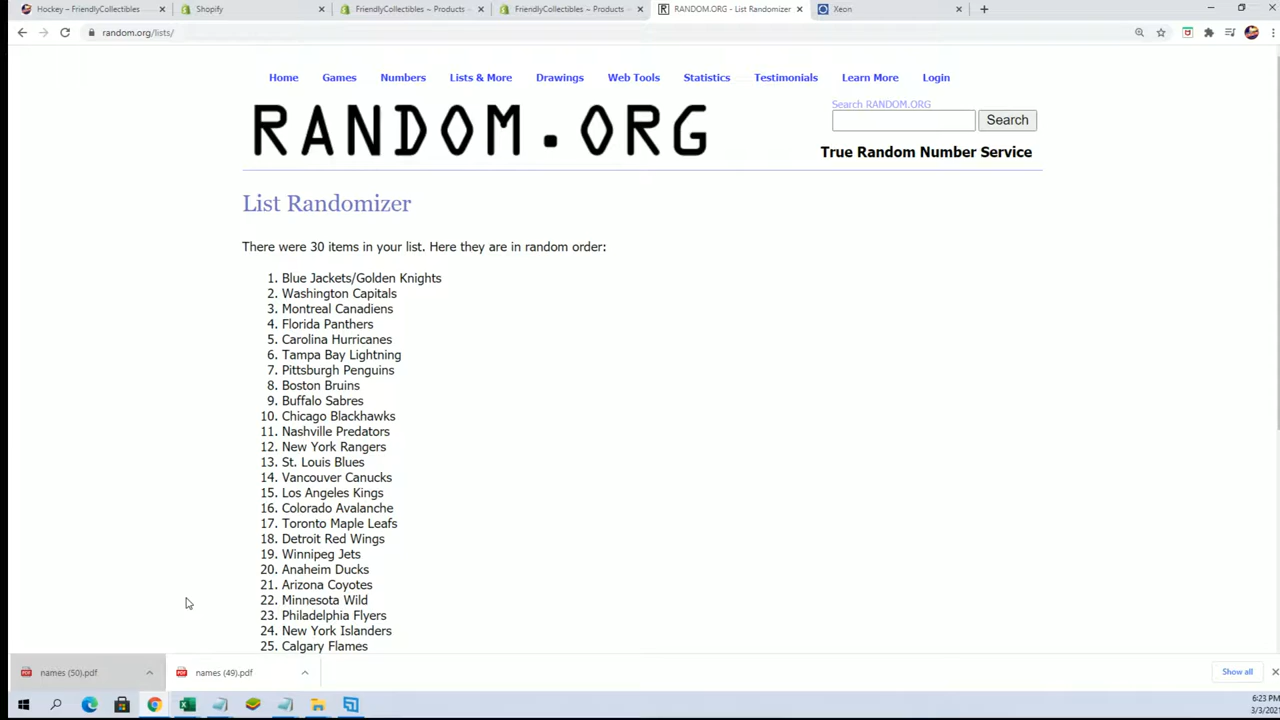 Hockey – FriendlyCollectibles
Shopify
FriendlyCollectibles ~ Products
FriendlyCollectibles ~ Products
RANDOM.ORG - List Randomizer
Xeon
random.org/lists/
Home Games Numbers Lists & More Drawings Web Tools Statistics Testimonials Learn More Login
RANDOM.ORG
Search RANDOM.ORG
Search
True Random Number Service
List Randomizer
There were 30 items in your list. Here they are in random order:
1. Blue Jackets/Golden Knights
2. Washington Capitals
3. Montreal Canadiens
4. Florida Panthers
5. Carolina Hurricanes
6. Tampa Bay Lightning
7. Pittsburgh Penguins
8. Boston Bruins
9. Buffalo Sabres
10. Chicago Blackhawks
11. Nashville Predators
12. New York Rangers
13. St. Louis Blues
14. Vancouver Canucks
15. Los Angeles Kings
16. Colorado Avalanche
17. Toronto Maple Leafs
18. Detroit Red Wings
19. Winnipeg Jets
20. Anaheim Ducks
21. Arizona Coyotes
22. Minnesota Wild
23. Philadelphia Flyers
24. New York Islanders
25. Calgary Flames
names (50).pdf
names (49).pdf
Show all
6:23 PM
3/3/2021